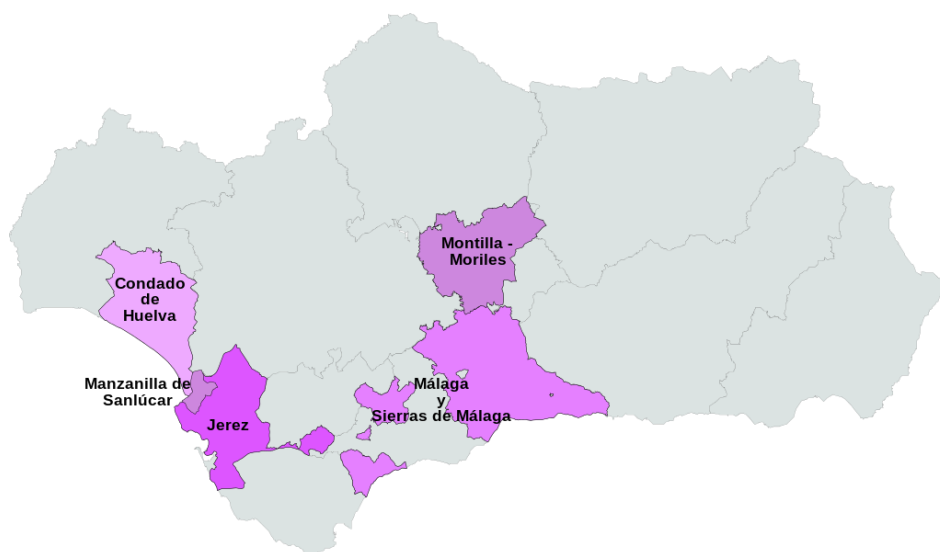 Montilla -
Moriles
Condado
de
Huelva
Manzanilla de
Sanlúcar
Málaga
y
Sierras de Málaga
Jerez